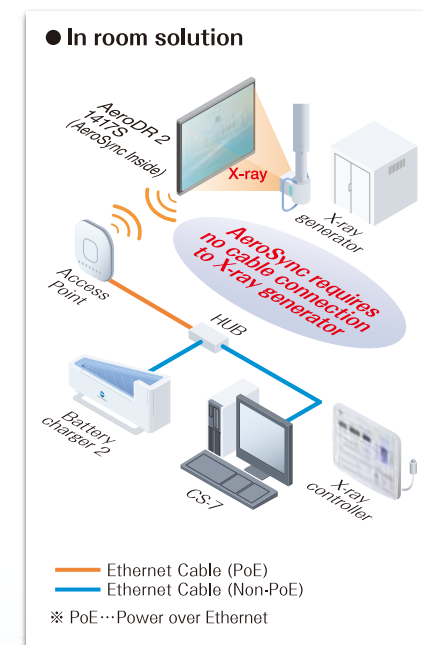 ● In room solution
AeroDR 2
1417S
(AeroSync Inside)
X-ray
X-ray
generator
AeroSync requires
no cable connection
to X-ray generator
Access
Point
HUB
Battery
charger 2
CS-7
X-ray
controller
Ethernet Cable (PoE)
Ethernet Cable (Non-PoE)
※ PoE…Power over Ethernet